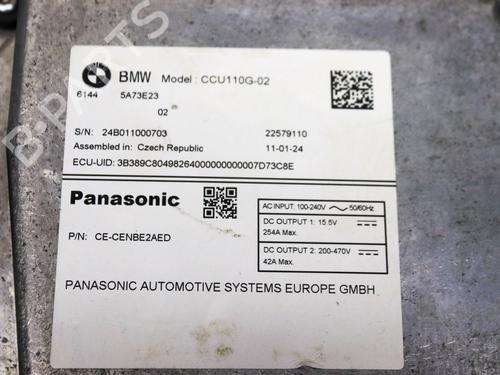 BMW Model : CCU110G-02
6144 5A73E23
02
S/N : 24B011000703 22579110
Assembled in : Czech Republic 11-01-24
ECU-UID: 3B389C8049826400000000000007D73C8E
Panasonic
AC INPUT: 100-240V 50/60Hz
DC OUTPUT 1 : 15.5V
254A Max.
DC OUTPUT 2 : 200-470V
42A Max.
P/N: CE-CENBE2AED
PANASONIC AUTOMOTIVE SYSTEMS EUROPE GMBH
B-PARTS